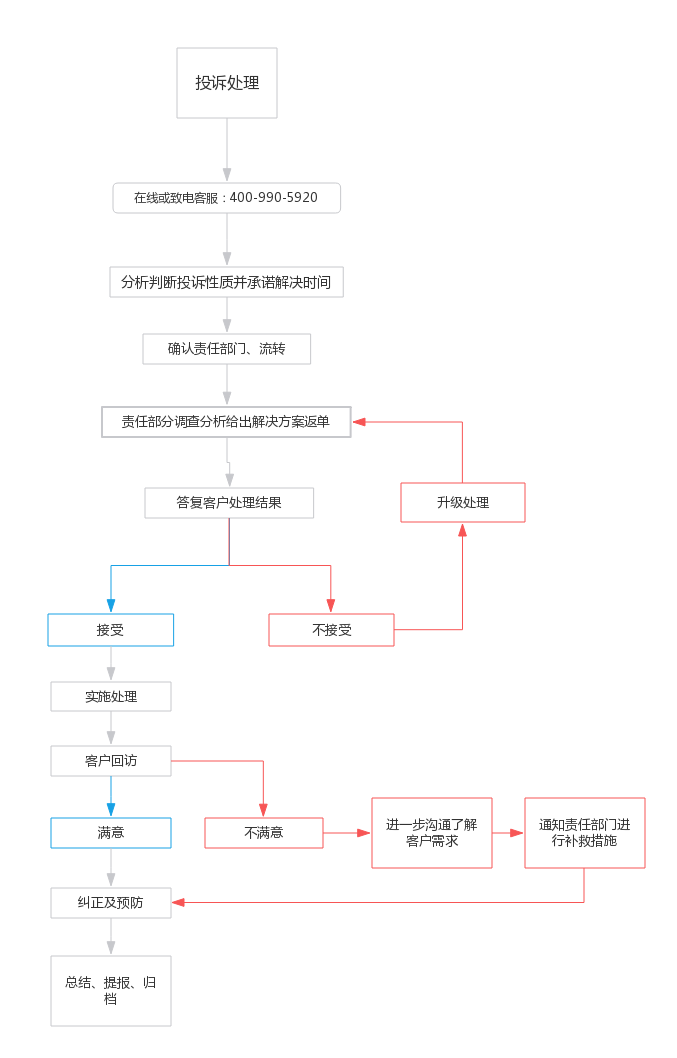 投诉处理
在线或致电客服：400-990-5920
分析判断投诉性质并承诺解决时间
确认责任部门、流转
责任部分调查分析给出解决方案返单
答复客户处理结果
升级处理
接受
不接受
实施处理
客户回访
满意
不满意
进一步沟通了解
客户需求
通知责任部门进
行补救措施
纠正及预防
总结、提报、归
档